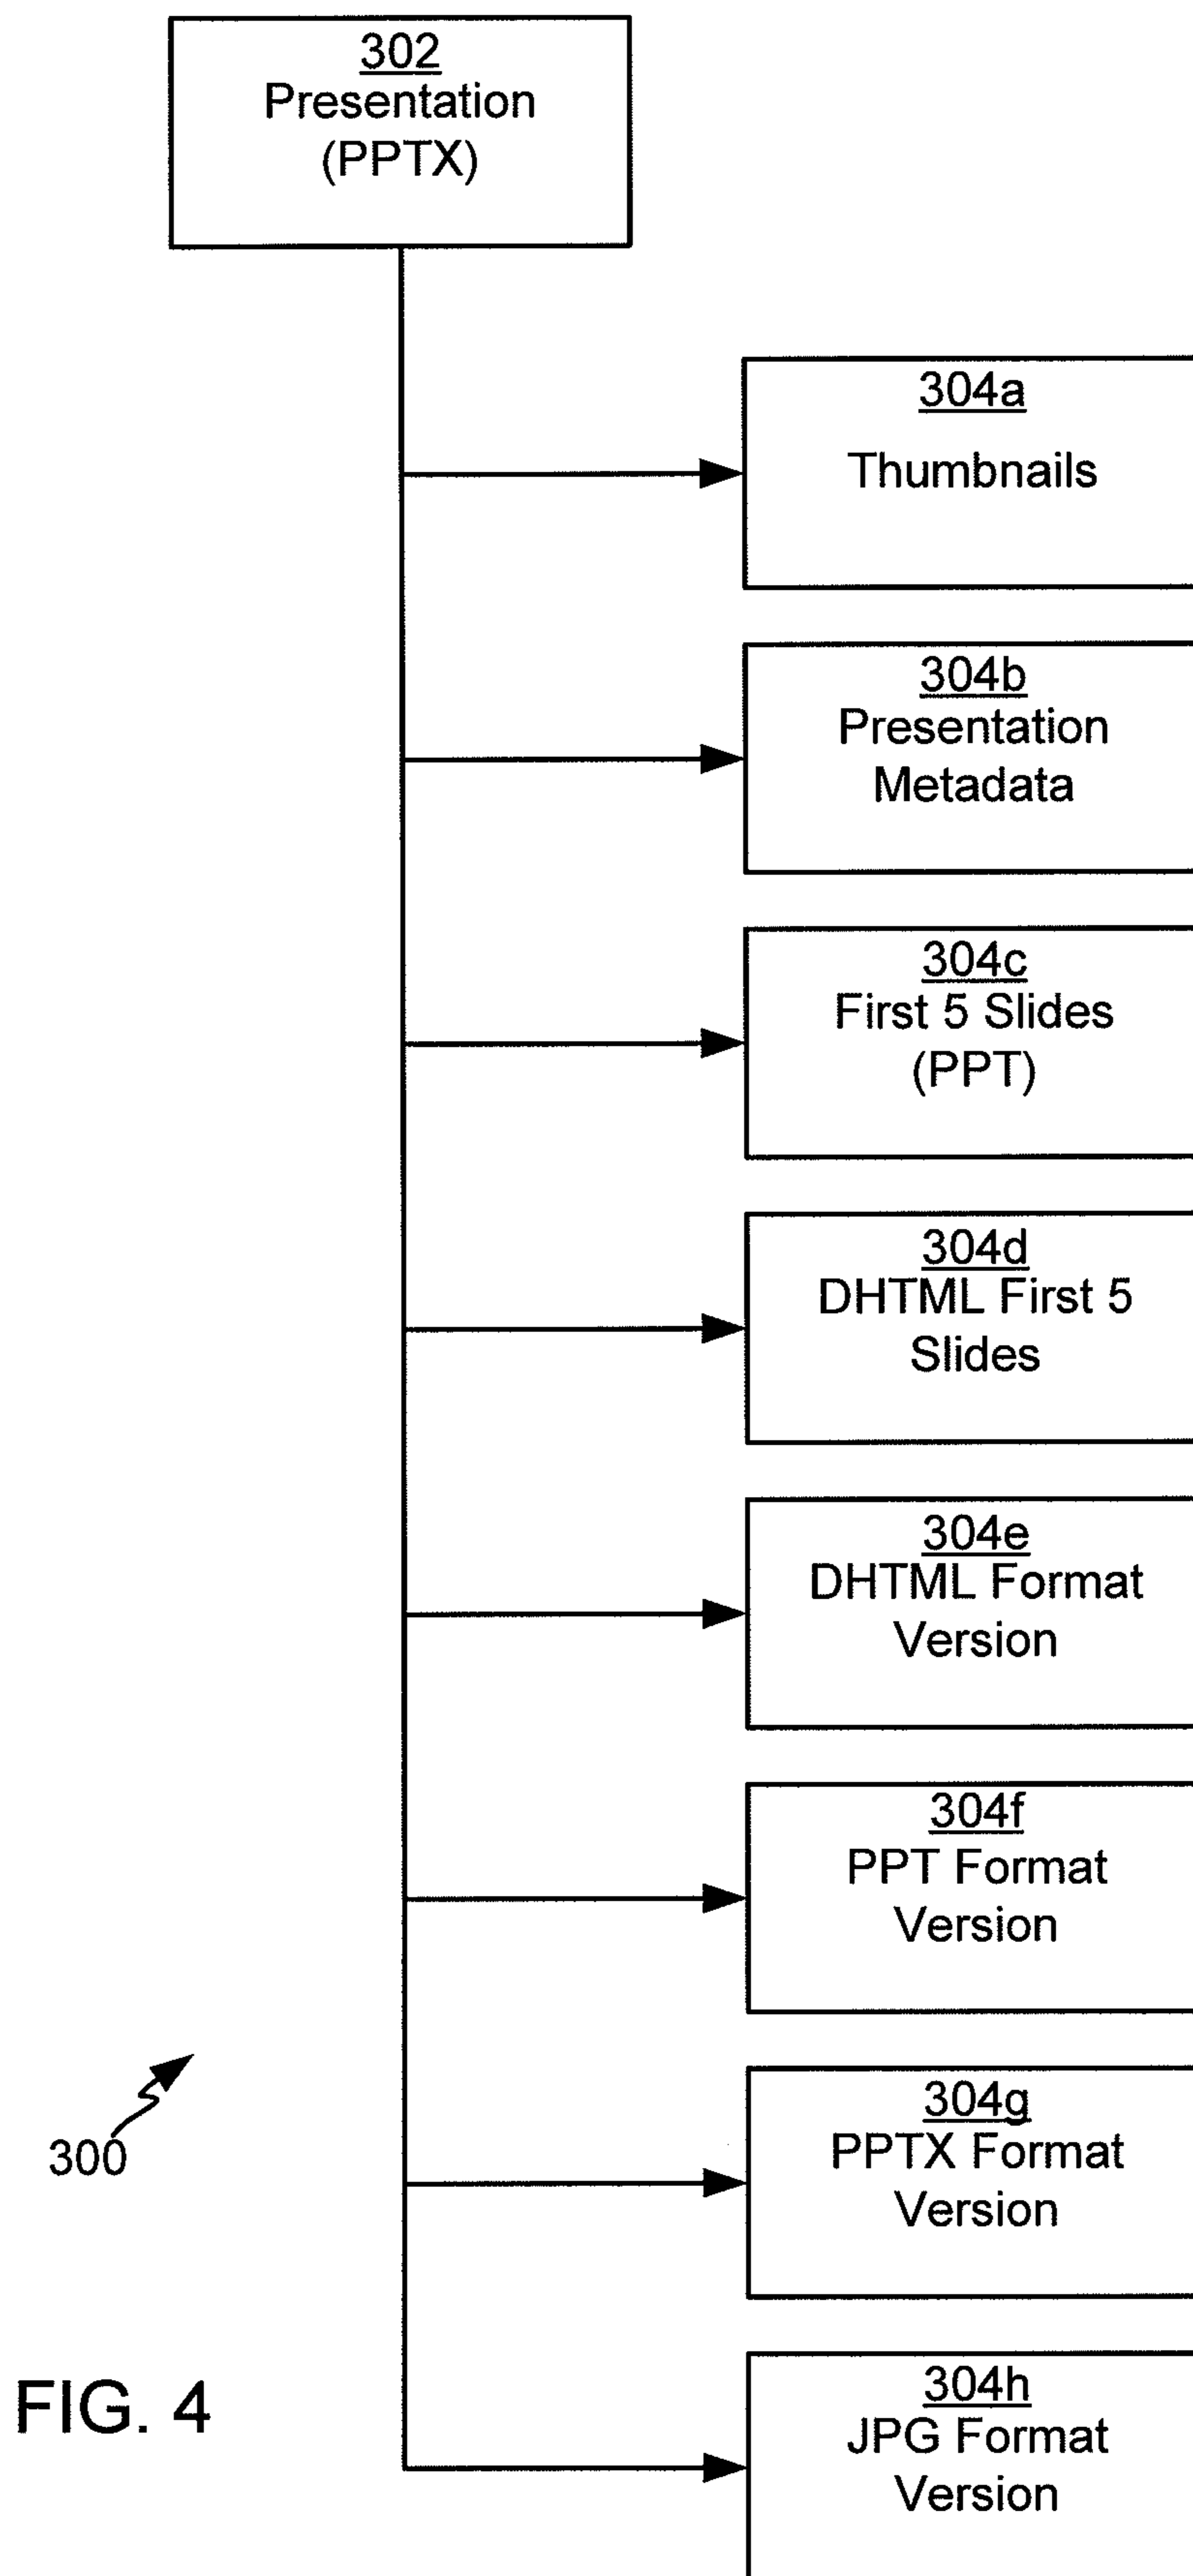 302
Presentation
(PPTX)
304a
Thumbnails
304b
Presentation
Metadata
304c
First 5 Slides
(PPT)
304d
DHTML First 5
Slides
304e
DHTML Format
Version
304f
PPT Format
Version
304g
PPTX Format
Version
304h
JPG Format
Version
300
FIG. 4